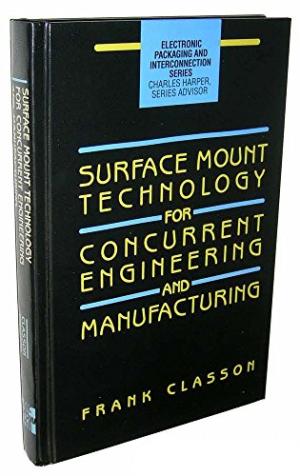 ELECTRONIC
PACKAGING AND
INTERCONNECTION
SERIES
CHARLES HARPER,
SERIES ADVISOR
SURFACE MOUNT
TECHNOLOGY
FOR
CONCURRENT
ENGINEERING
AND
MANUFACTURING
FRANK CLASSON
SURFACE MOUNT TECHNOLOGY
FOR CONCURRENT ENGINEERING
CLASSON